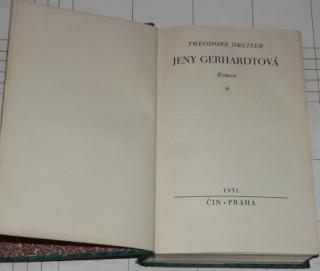 THEODORE DREISER
JENY GERHARDTOVÁ
Román
1931
ČIN • PRAHA